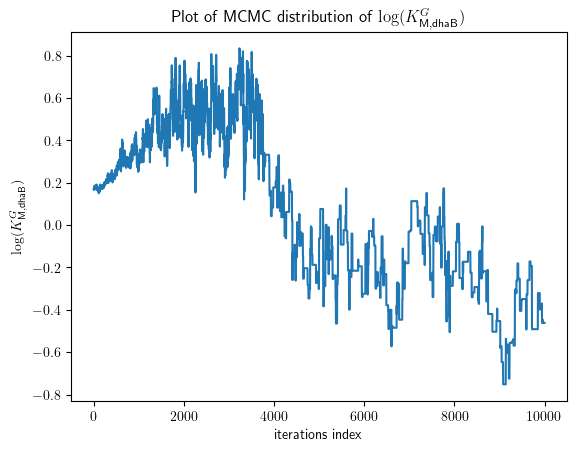 Plot of MCMC distribution of log(K^G_{M,dhaB})
log(K^G_{M,dhaB})
0.8
0.6
0.4
0.2
0.0
−0.2
−0.4
−0.6
−0.8
0 2000 4000 6000 8000 10000
iterations index